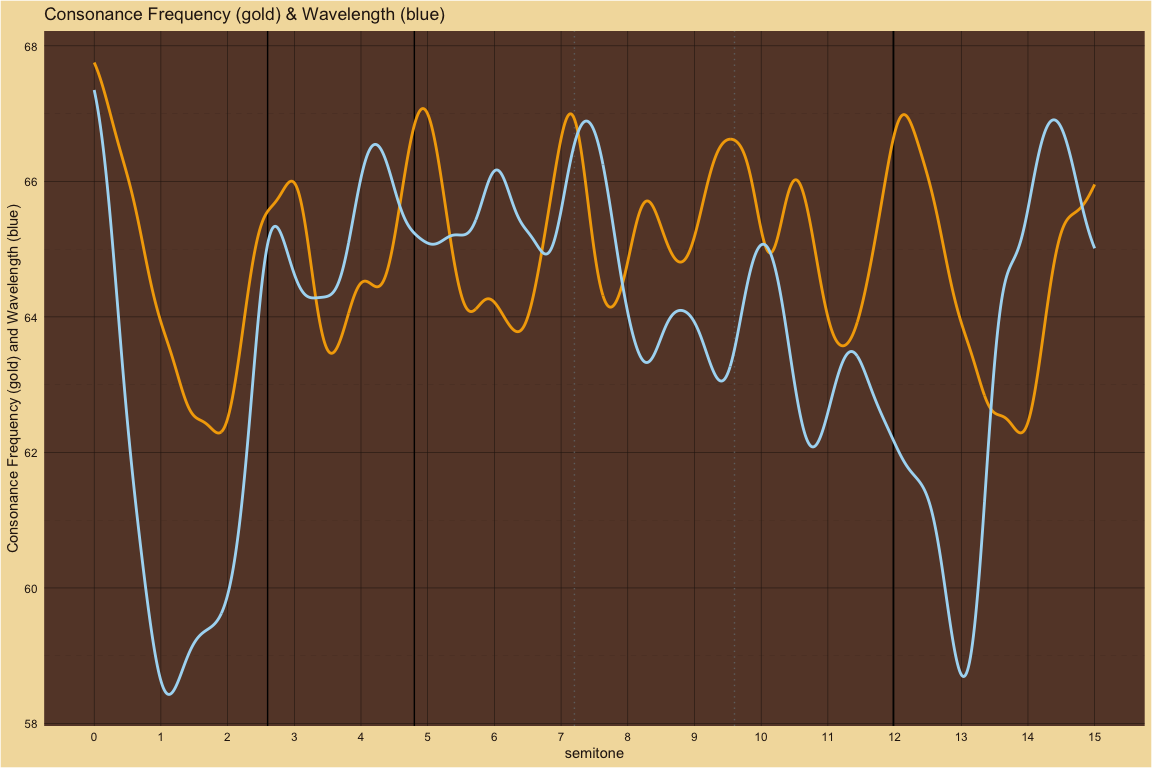 Consonance Frequency (gold) & Wavelength (blue)
Consonance Frequency (gold) and Wavelength (blue)
68
66
64
62
60
58
0 1 2 3 4 5 6 7 8 9 10 11 12 13 14 15
semitone